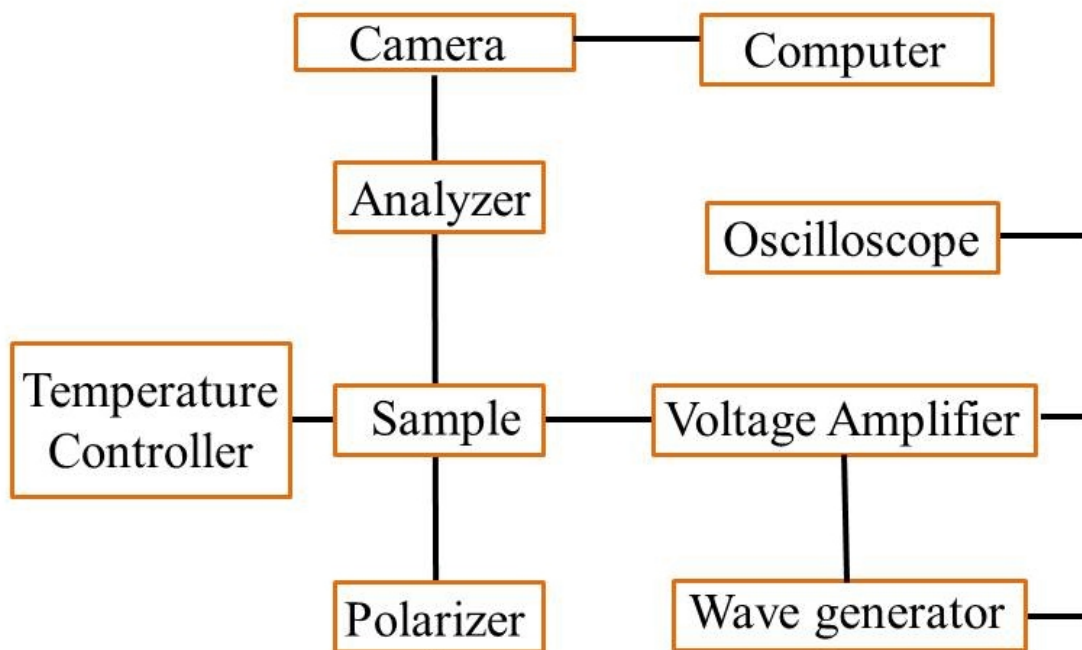 Camera
Computer
Analyzer
Oscilloscope
Temperature
Controller
Sample
Voltage Amplifier
Polarizer
Wave generator